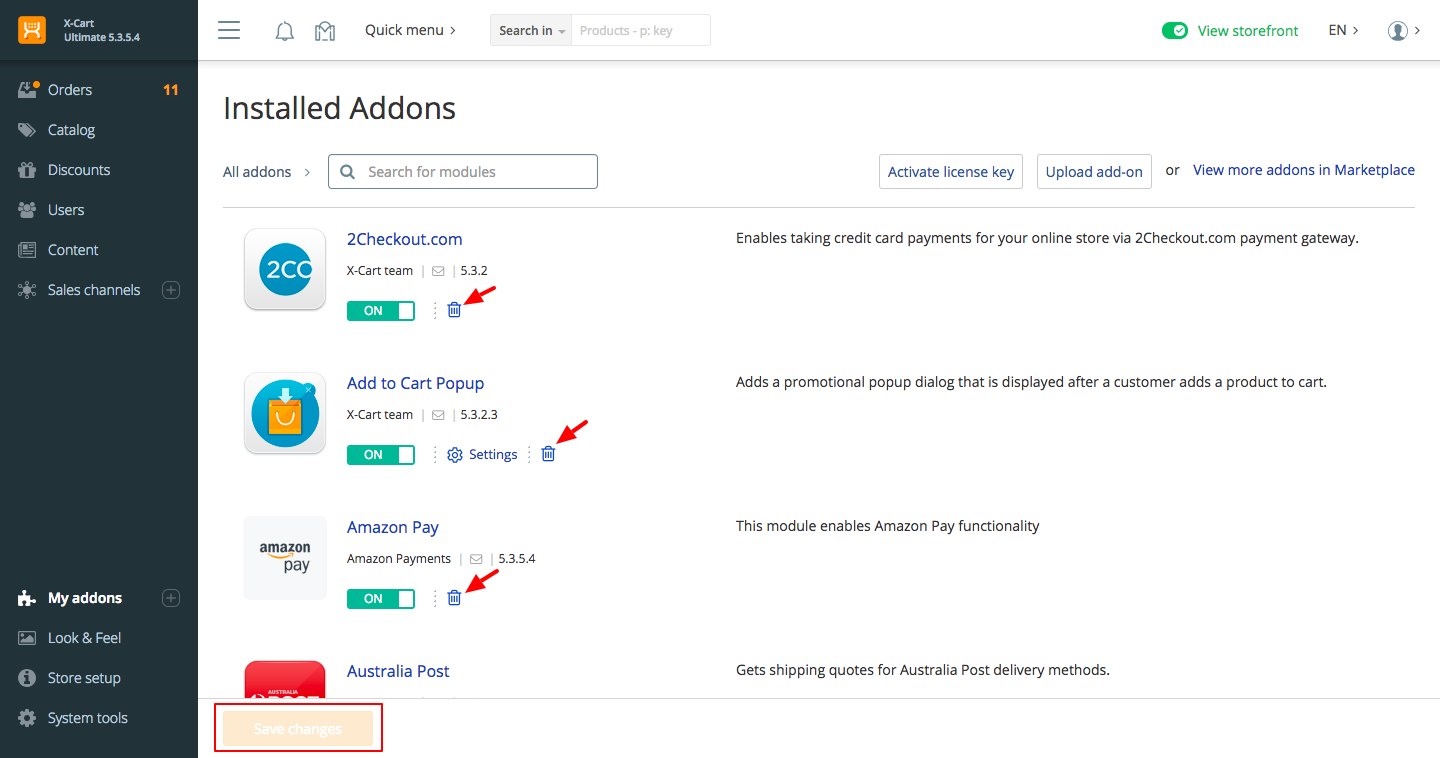 X-Cart
Ultimate 5.3.5.4
Quick menu
Search in
Products - p: key
View storefront
EN
Orders
11
Catalog
Discounts
Users
Content
Sales channels
My addons
Look & Feel
Store setup
System tools
Installed Addons
All addons
Search for modules
Activate license key
Upload add-on
or
View more addons in Marketplace
2CO
2Checkout.com
Enables taking credit card payments for your online store via 2Checkout.com payment gateway.
X-Cart team | | 5.3.2
ON
Add to Cart Popup
Adds a promotional popup dialog that is displayed after a customer adds a product to cart.
X-Cart team | | 5.3.2.3
ON
Settings
amazon
pay
Amazon Pay
This module enables Amazon Pay functionality
Amazon Payments | | 5.3.5.4
ON
AUSTRALIA
Australia Post
Gets shipping quotes for Australia Post delivery methods.
Save changes